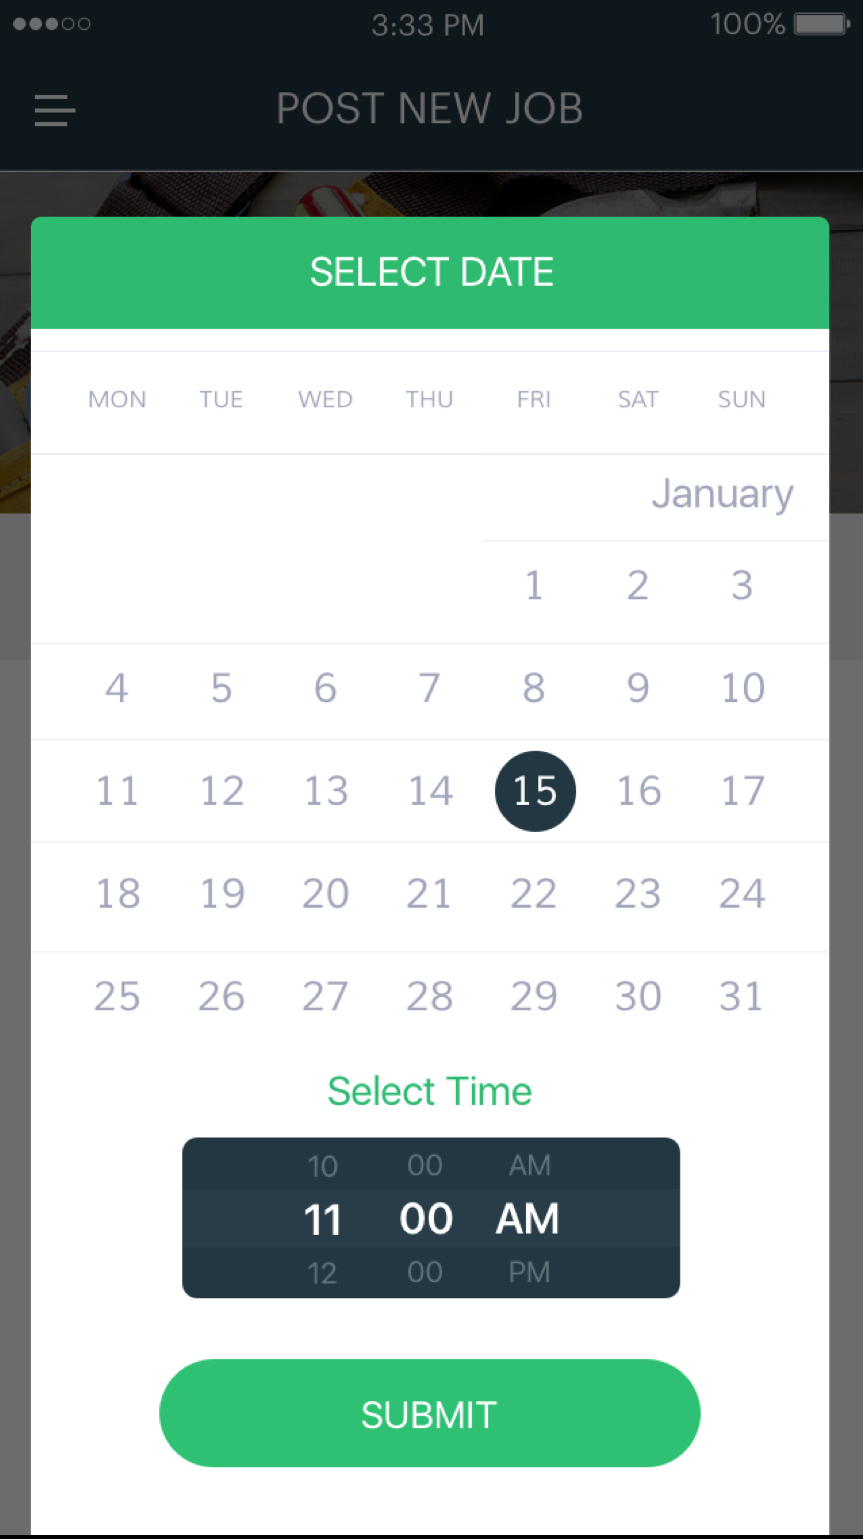 3:33 PM 100%
POST NEW JOB
SELECT DATE
MON TUE WED THU FRI SAT SUN
January
1 2 3
4 5 6 7 8 9 10
11 12 13 14 15 16 17
18 19 20 21 22 23 24
25 26 27 28 29 30 31
Select Time
10 00 AM
11 00 AM
12 00 PM
SUBMIT